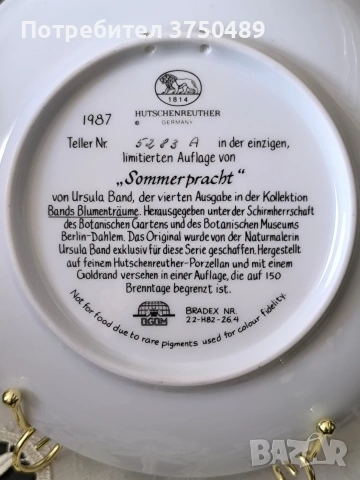 Потребител 3750489
1814
HUTSCHENREUTHER
© GERMANY
1987
Teller Nr. 5283 A in der einzigen,
limitierten Auflage von
„Sommerpracht"
von Ursula Band, der vierten Ausgabe in der Kollektion
Bands Blumenträume. Herausgegeben unter der Schirmherrschaft
des Botanischen Gartens und des Botanischen Museums
Berlin-Dahlem. Das Original wurde von der Naturmalerin
Ursula Band exclusiv für diese Serie geschaffen. Hergestellt
auf feinem Hutschenreuther-Porzellan und mit einem
Goldrand versehen in einer Auflage, die auf 150
Brenntage begrenzt ist.
OGDM
BRADEX NR.
22-H82-26.4
Not for food due to rare pigments used for colour fidelity.
BAZAR
bg